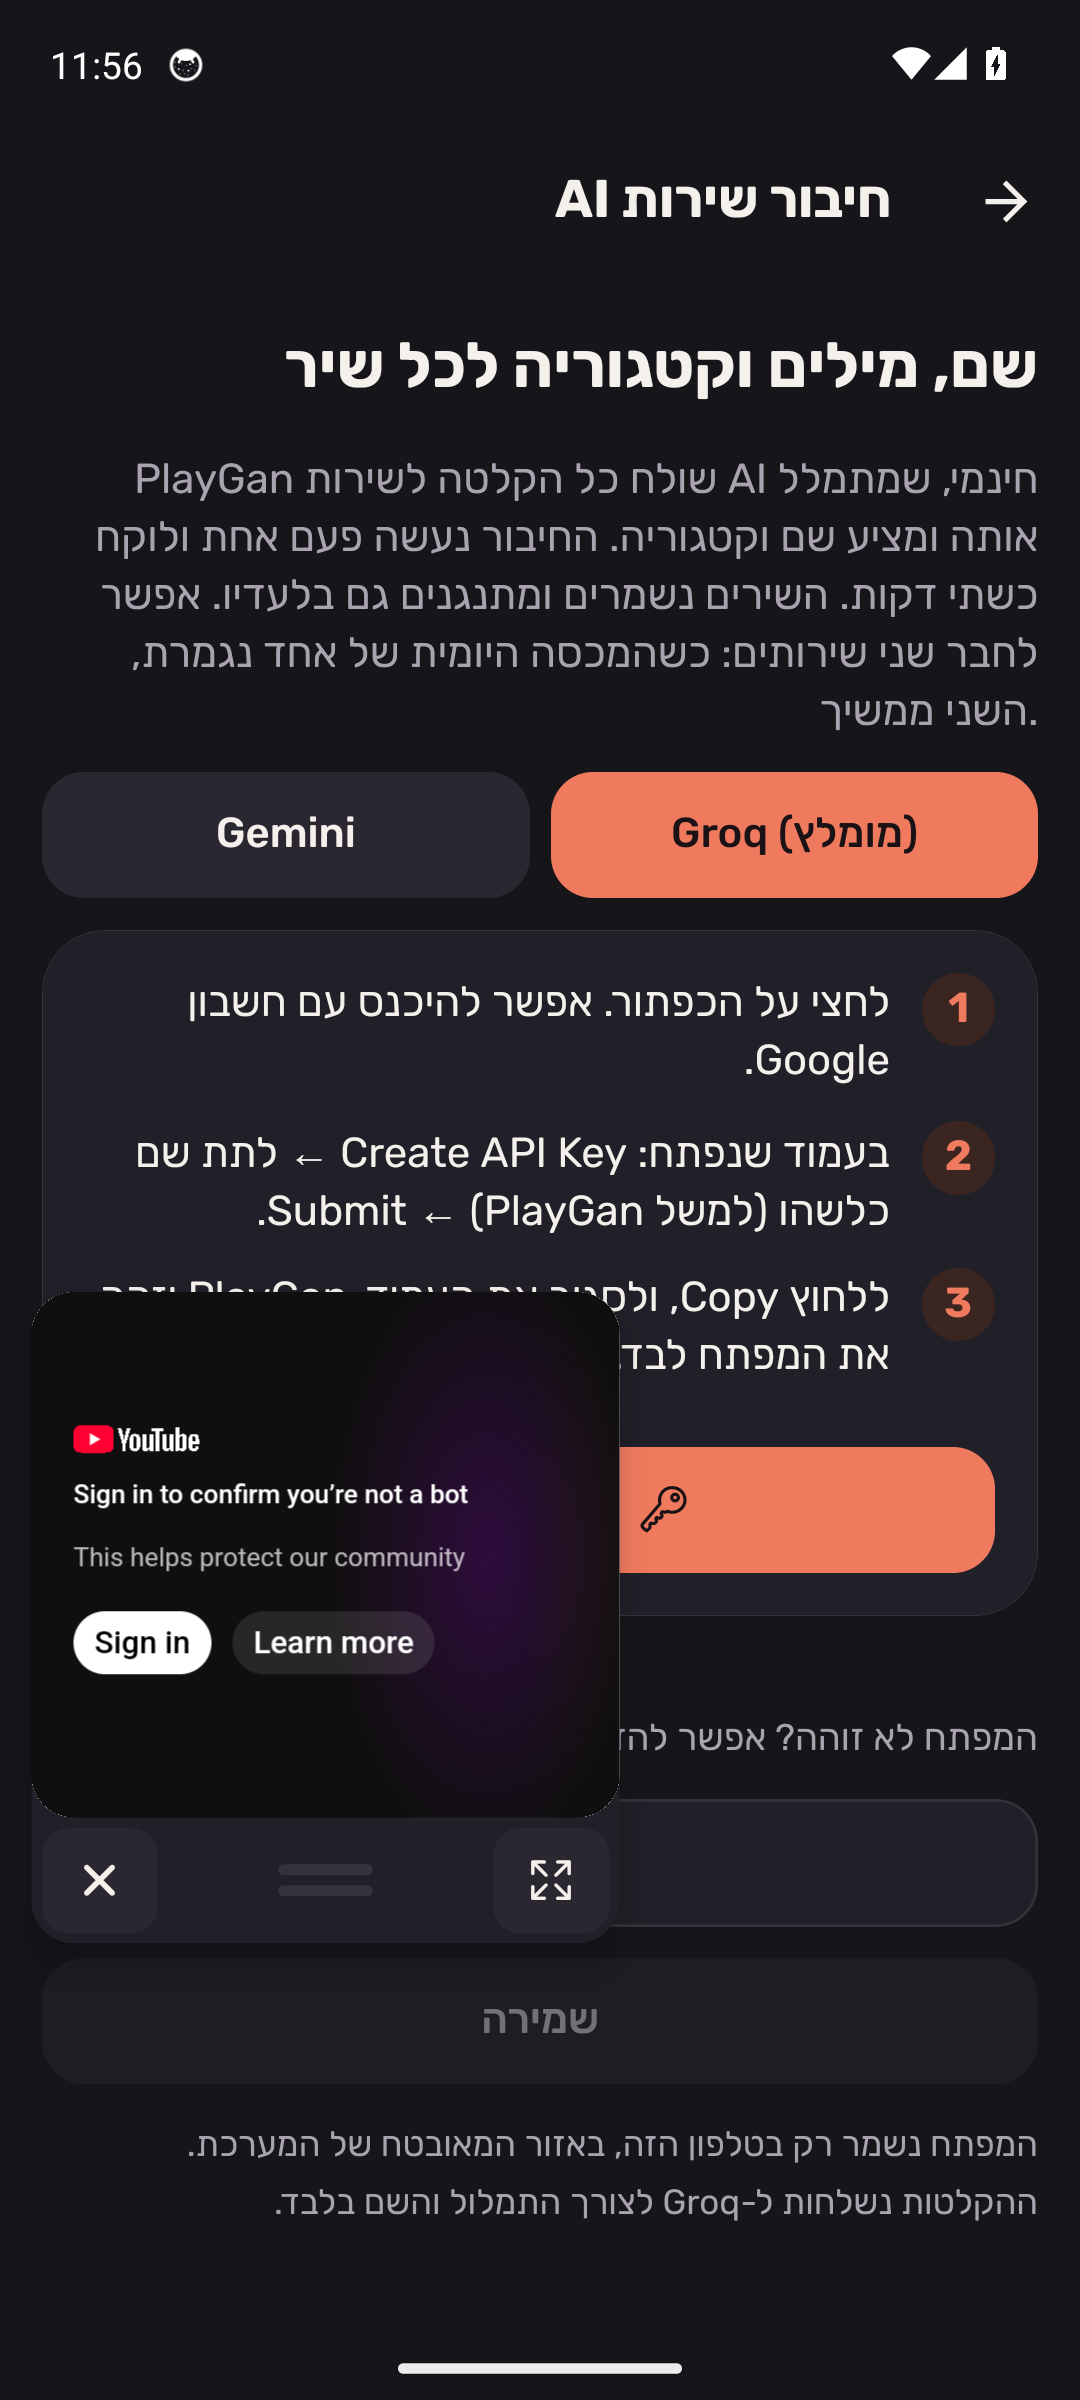 11:56
חיבור שירות AI
שם, מילים וקטגוריה לכל שיר
PlayGan שולח כל הקלטה לשירות AI חינמי, שמתמלל
אותה ומציע שם וקטגוריה. החיבור נעשה פעם אחת ולוקח
כשתי דקות. השירים נשמרים ומתנגנים גם בלעדיו. אפשר
לחבר שני שירותים: כשהמכסה היומית של אחד נגמרת,
השני ממשיך.
Groq (מומלץ)
Gemini
1
לחצי על הכפתור. אפשר להיכנס עם חשבון
Google.
2
בעמוד שנפתח: Create API Key ← לתת שם
כלשהו (למשל PlayGan) ← Submit.
3
ללחוץ Copy, ולסגור את העמוד. PlayGan יזהה
את המפתח לבד.
YouTube
Sign in to confirm you’re not a bot
This helps protect our community
Sign in
Learn more
המפתח לא זוהה? אפשר
שמירה
המפתח נשמר רק בטלפון הזה, באזור המאובטח של המערכת.
ההקלטות נשלחות ל-Groq לצורך התמלול והשם בלבד.